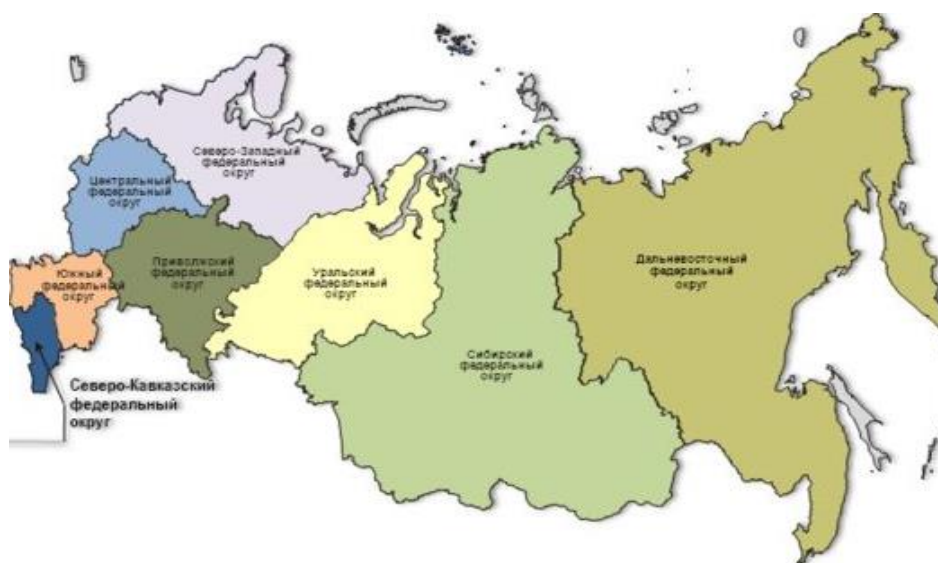 Северо-Западный
федеральный
округ
Центральный
федеральный
округ
Приволжский
федеральный
округ
Южный
федеральный
округ
Уральский
федеральный
округ
Дальневосточный
федеральный
округ
Сибирский
федеральный
округ
Северо-Кавказский
федеральный
округ